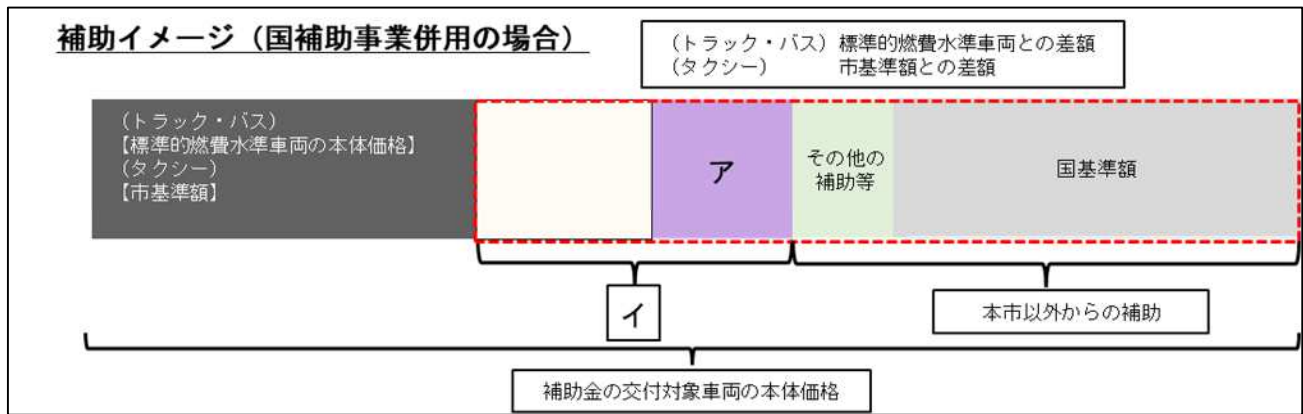 補助イメージ（国補助事業併用の場合）
（トラック・バス）標準的燃費水準車両との差額
（タクシー）　　　市基準額との差額
（トラック・バス）
【標準的燃費水準車両の本体価格】
（タクシー）
【市基準額】
ア
その他の
補助等
国基準額
イ
本市以外からの補助
補助金の交付対象車両の本体価格